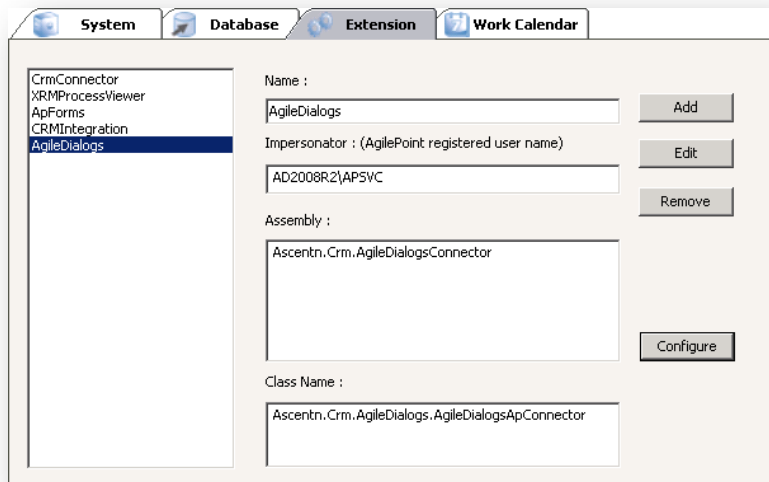 System Database Extension Work Calendar
CrmConnector
XRMProcessViewer
ApForms
CRMIntegration
AgileDialogs
Name :
AgileDialogs
Add
Impersonator : (AgilePoint registered user name)
Edit
AD2008R2\APSVC
Remove
Assembly :
Ascentn.Crm.AgileDialogsConnector
Configure
Class Name :
Ascentn.Crm.AgileDialogs.AgileDialogsApConnector